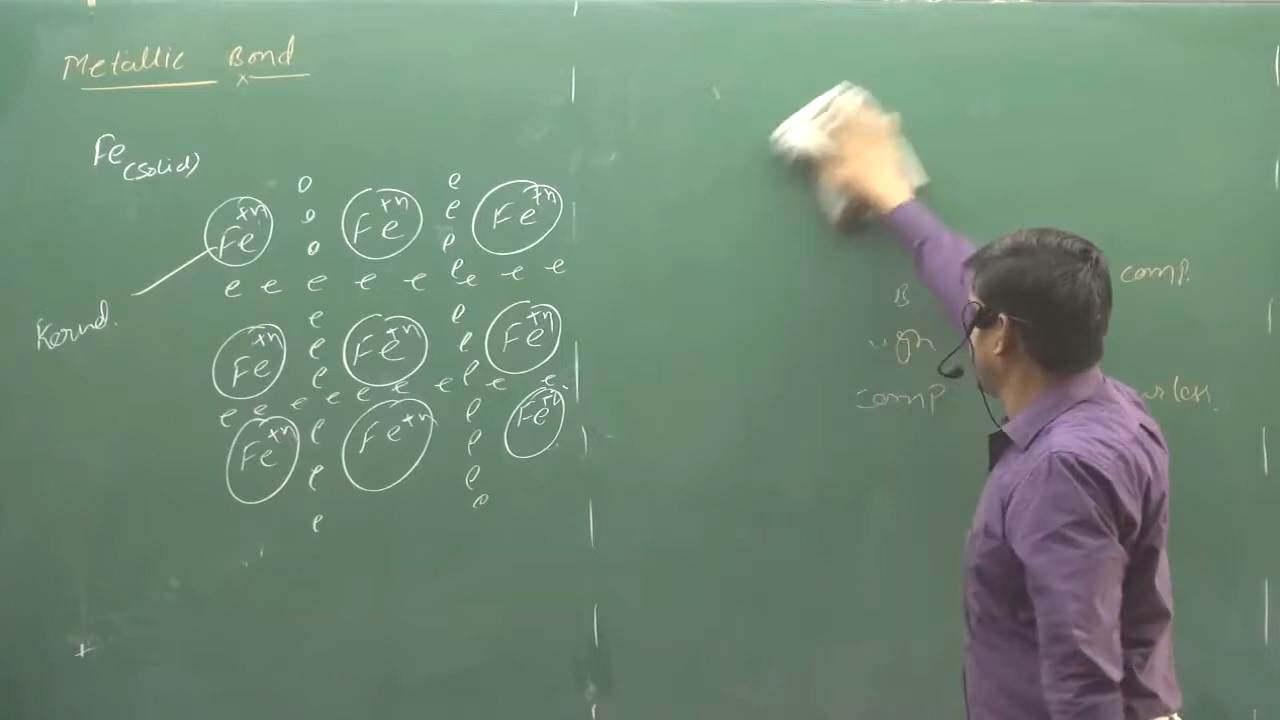 Metallic Bond
Fe(solid)
Fe+n Fe+n Fe+n
e e e e e e e e
Kernel.
Fe+n Fe+n Fe+n
e e e e e e e e
Fe+n Fe+n Fe+n
B comp.
comp